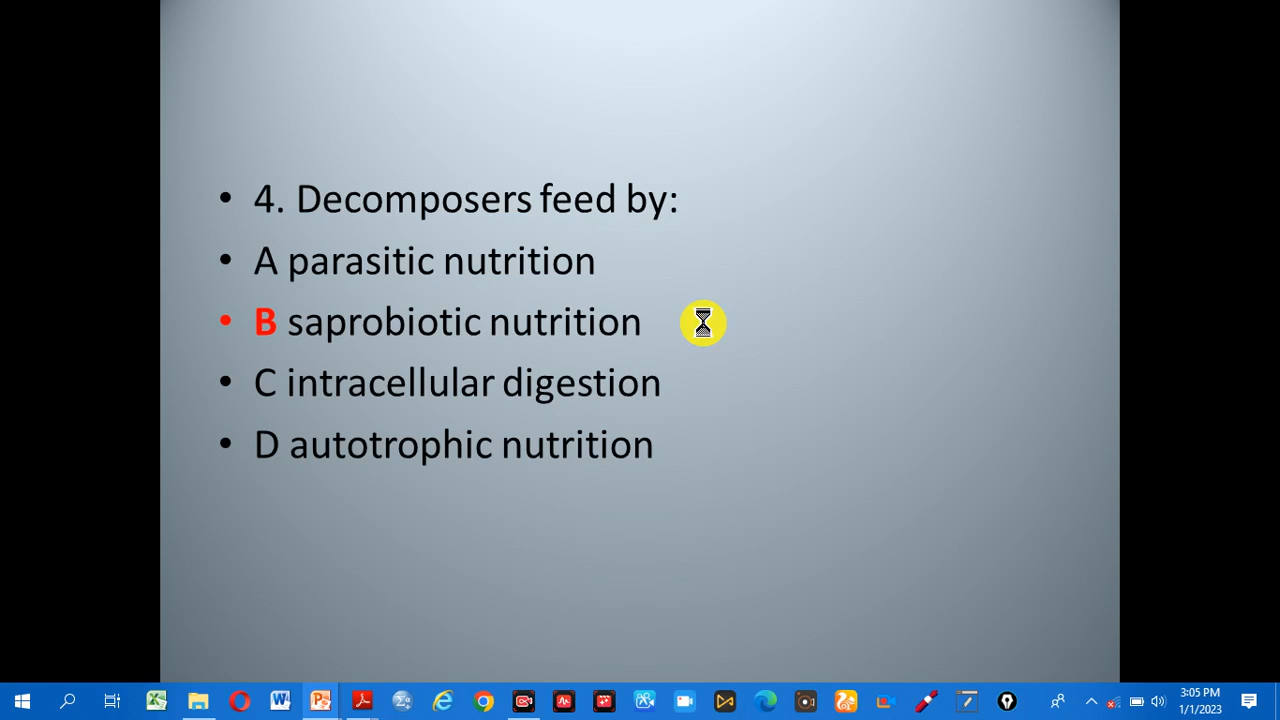 • 4. Decomposers feed by:
• A parasitic nutrition
• B saprobiotic nutrition
• C intracellular digestion
• D autotrophic nutrition
3:05 PM
1/1/2023